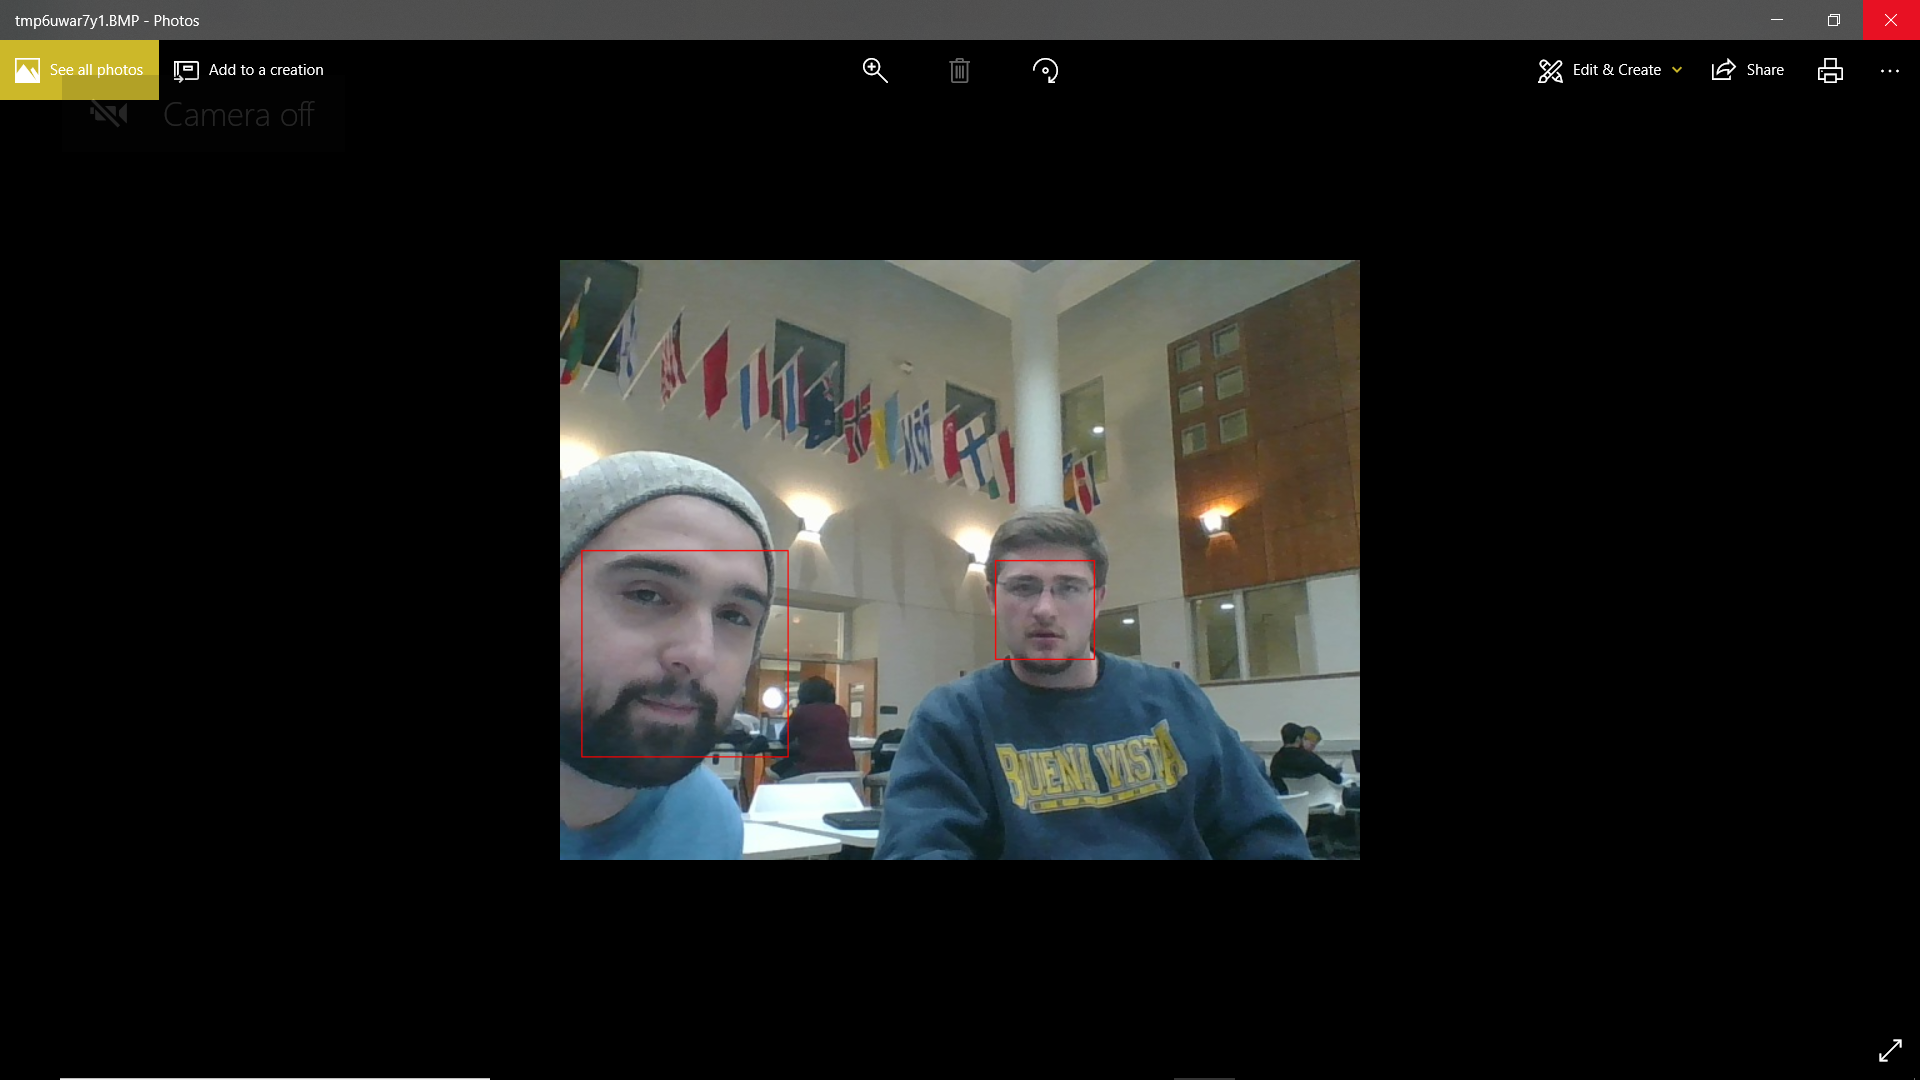 tmp6uwar7y1.BMP - Photos
See all photos
Add to a creation
Edit & Create
Share
Camera off
BUENA VISTA